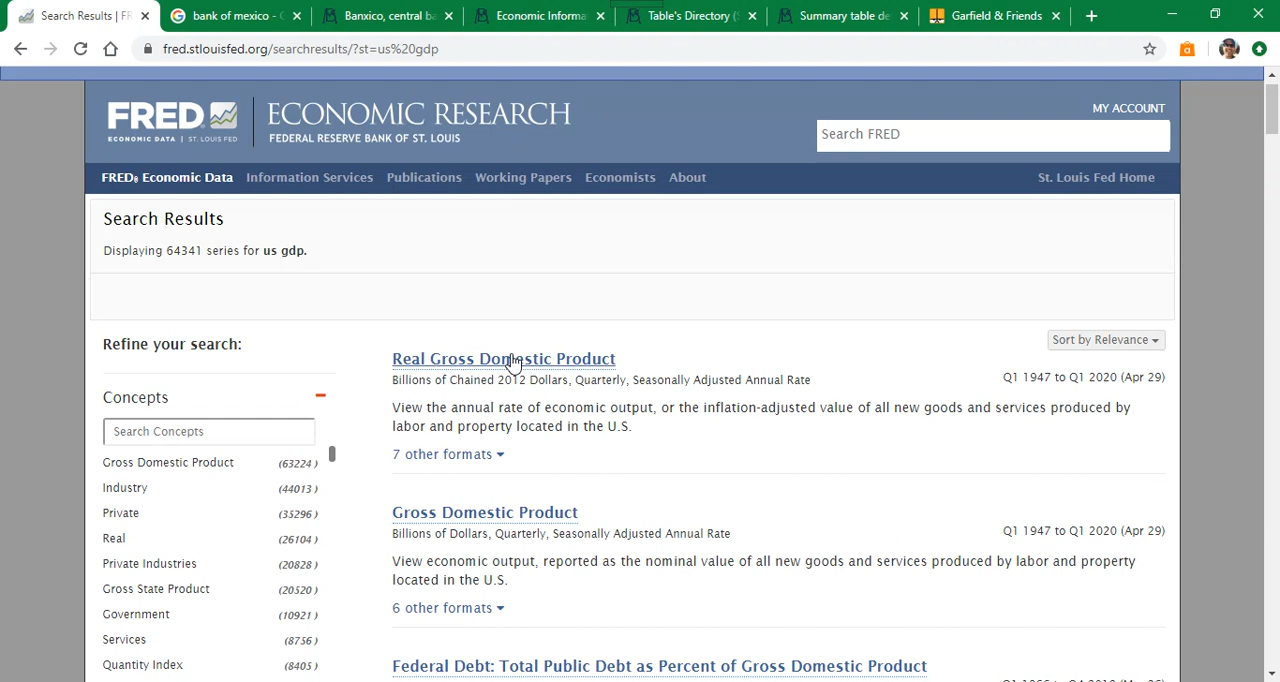 Search Results | FR
bank of mexico - G
Banxico, central ba
Economic Informa
Table's Directory (
Summary table de
Garfield & Friends
fred.stlouisfed.org/searchresults/?st=us%20gdp
FRED
ECONOMIC DATA | ST. LOUIS FED
ECONOMIC RESEARCH
FEDERAL RESERVE BANK OF ST. LOUIS
MY ACCOUNT
Search FRED
FRED® Economic Data Information Services Publications Working Papers Economists About St. Louis Fed Home
Search Results
Displaying 64341 series for us gdp.
Refine your search:
Sort by Relevance
Concepts
Search Concepts
Gross Domestic Product (63224)
Industry (44013)
Private (35296)
Real (26104)
Private Industries (20828)
Gross State Product (20520)
Government (10921)
Services (8756)
Quantity Index (8405)
Real Gross Domestic Product
Billions of Chained 2012 Dollars, Quarterly, Seasonally Adjusted Annual Rate
Q1 1947 to Q1 2020 (Apr 29)
View the annual rate of economic output, or the inflation-adjusted value of all new goods and services produced by
labor and property located in the U.S.
7 other formats
Gross Domestic Product
Billions of Dollars, Quarterly, Seasonally Adjusted Annual Rate
Q1 1947 to Q1 2020 (Apr 29)
View economic output, reported as the nominal value of all new goods and services produced by labor and property
located in the U.S.
6 other formats
Federal Debt: Total Public Debt as Percent of Gross Domestic Product